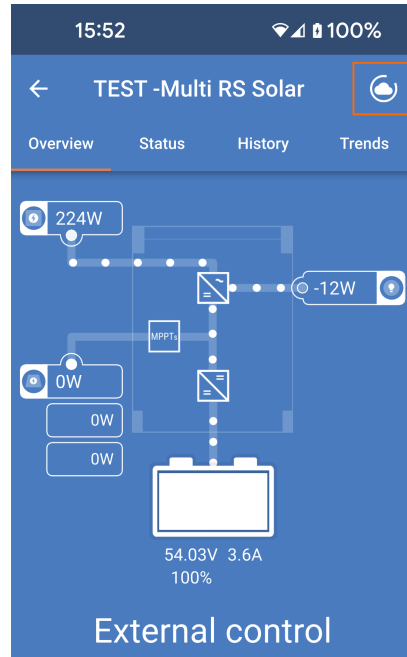 15:52 100%
TEST -Multi RS Solar
Overview Status History Trends
224W
-12W
MPPTs
0W
0W
0W
54.03V 3.6A
100%
External control